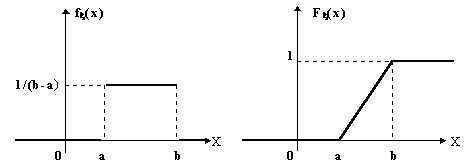 fξ(x)
1/(b-a)
0 a b X
Fξ(x)
1
0 a b X